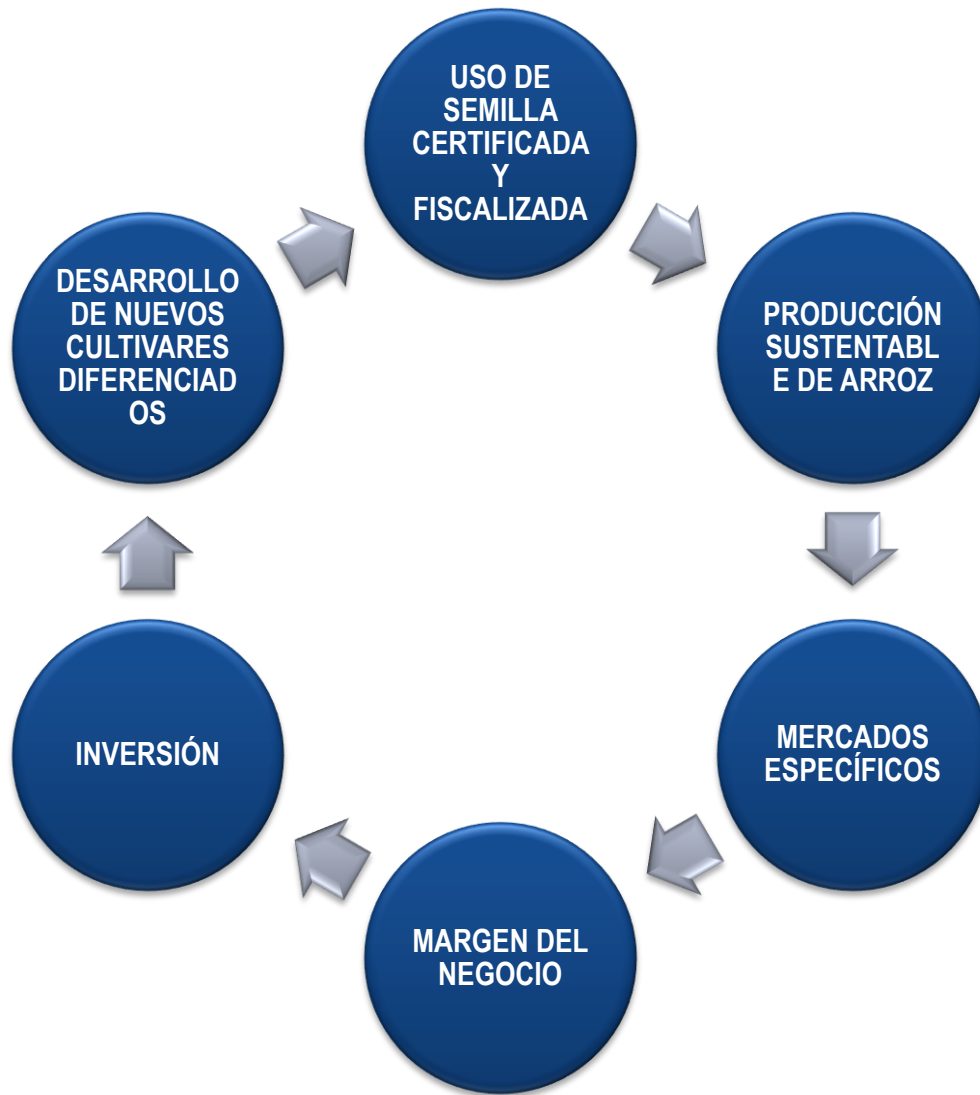 USO DE
SEMILLA
CERTIFICADA
Y
FISCALIZADA
PRODUCCIÓN
SUSTENTABL
E DE ARROZ
MERCADOS
ESPECÍFICOS
MARGEN DEL
NEGOCIO
INVERSIÓN
DESARROLLO
DE NUEVOS
CULTIVARES
DIFERENCIAD
OS